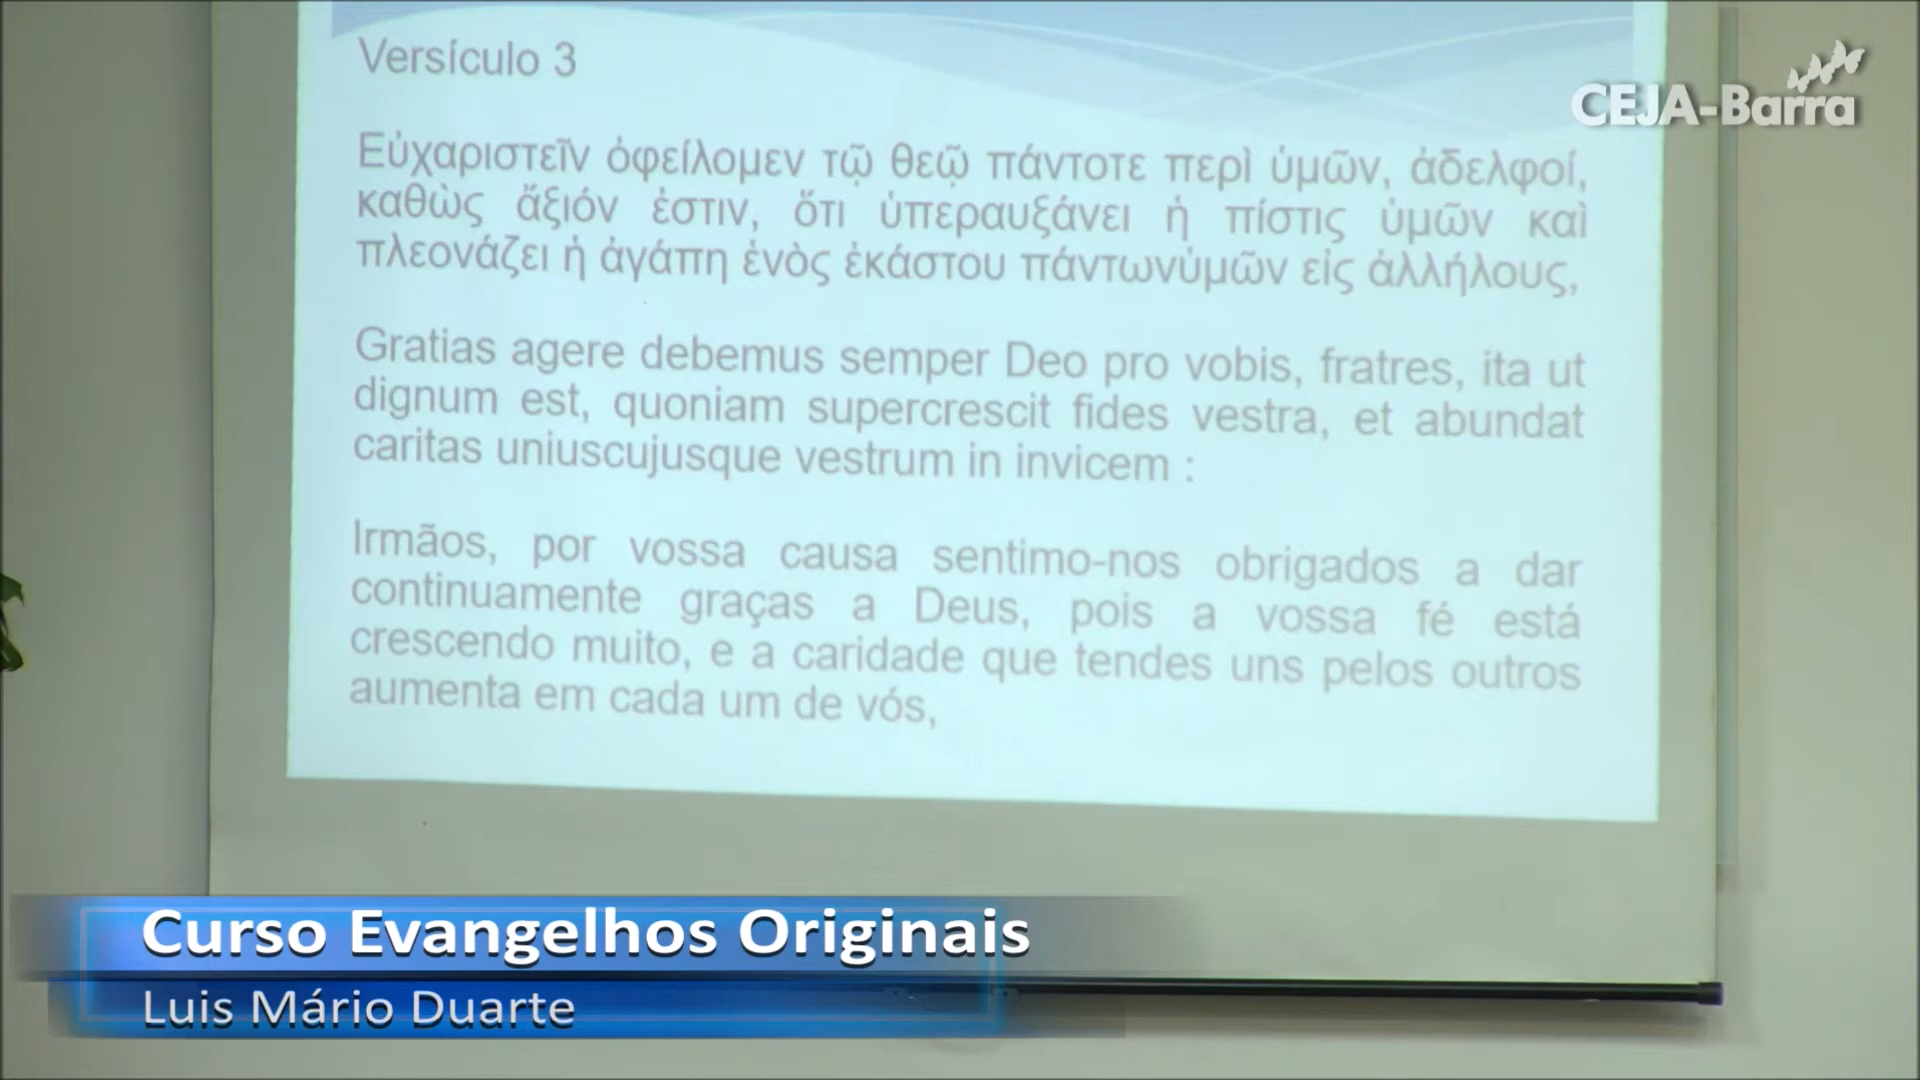 Versículo 3
CEJA-Barra
Εὐχαριστεῖν ὀφείλομεν τῷ θεῷ πάντοτε περὶ ὑμῶν, ἀδελφοί,
καθὼς ἄξιόν ἐστιν, ὅτι ὑπεραυξάνει ἡ πίστις ὑμῶν καὶ
πλεονάζει ἡ ἀγάπη ἑνὸς ἑκάστου πάντωνὑμῶν εἰς ἀλλήλους,
Gratias agere debemus semper Deo pro vobis, fratres, ita ut
dignum est, quoniam supercrescit fides vestra, et abundat
caritas uniuscujusque vestrum in invicem :
Irmãos, por vossa causa sentimo-nos obrigados a dar
continuamente graças a Deus, pois a vossa fé está
crescendo muito, e a caridade que tendes uns pelos outros
aumenta em cada um de vós,
Curso Evangelhos Originais
Luis Mário Duarte